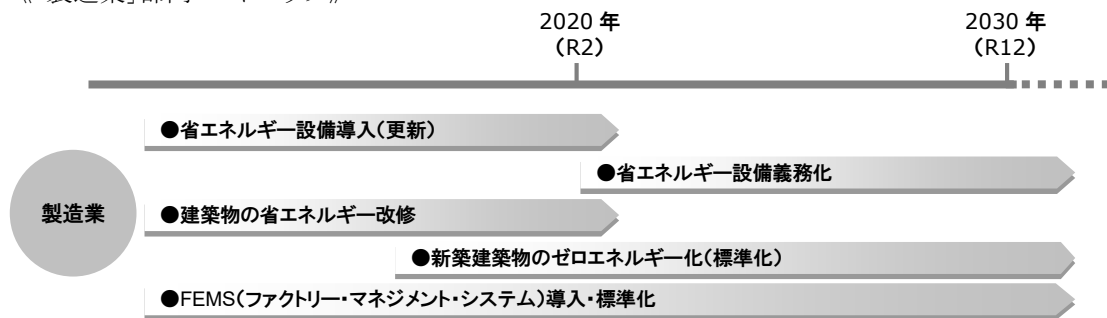 2020 年
(R2)
2030 年
(R12)
●省エネルギー設備導入(更新)
●省エネルギー設備義務化
製造業
●建築物の省エネルギー改修
●新築建築物のゼロエネルギー化(標準化)
●FEMS(ファクトリー・マネジメント・システム)導入・標準化